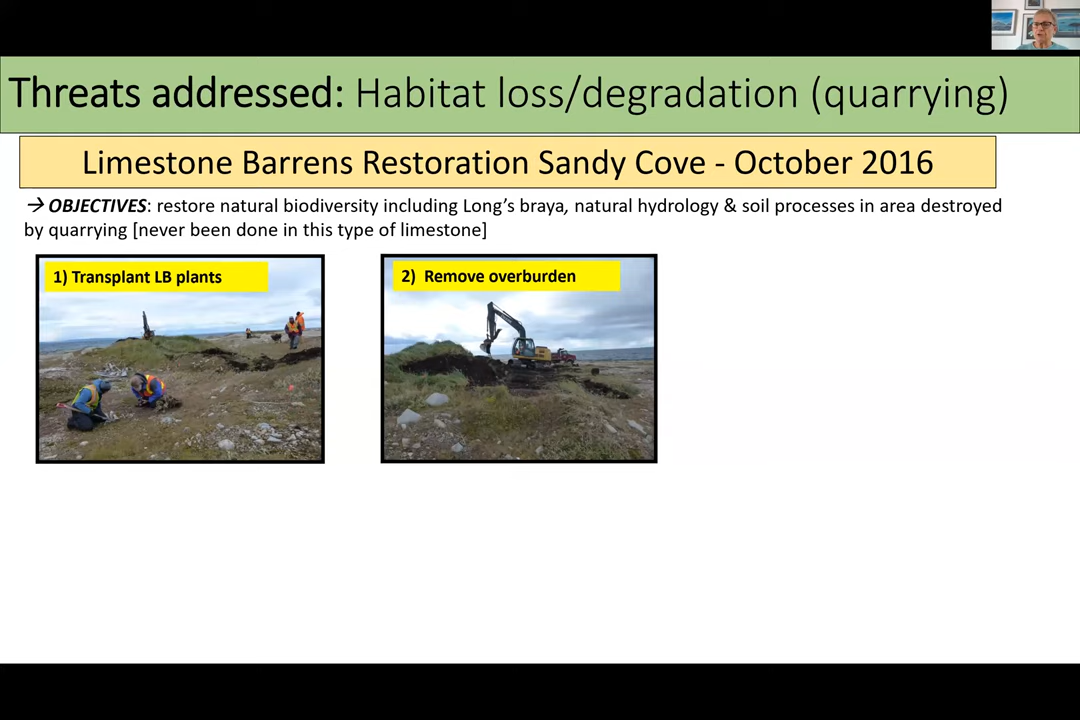 Threats addressed: Habitat loss/degradation (quarrying)
Limestone Barrens Restoration Sandy Cove - October 2016
→ OBJECTIVES: restore natural biodiversity including Long's braya, natural hydrology & soil processes in area destroyed
by quarrying [never been done in this type of limestone]
1) Transplant LB plants
2) Remove overburden